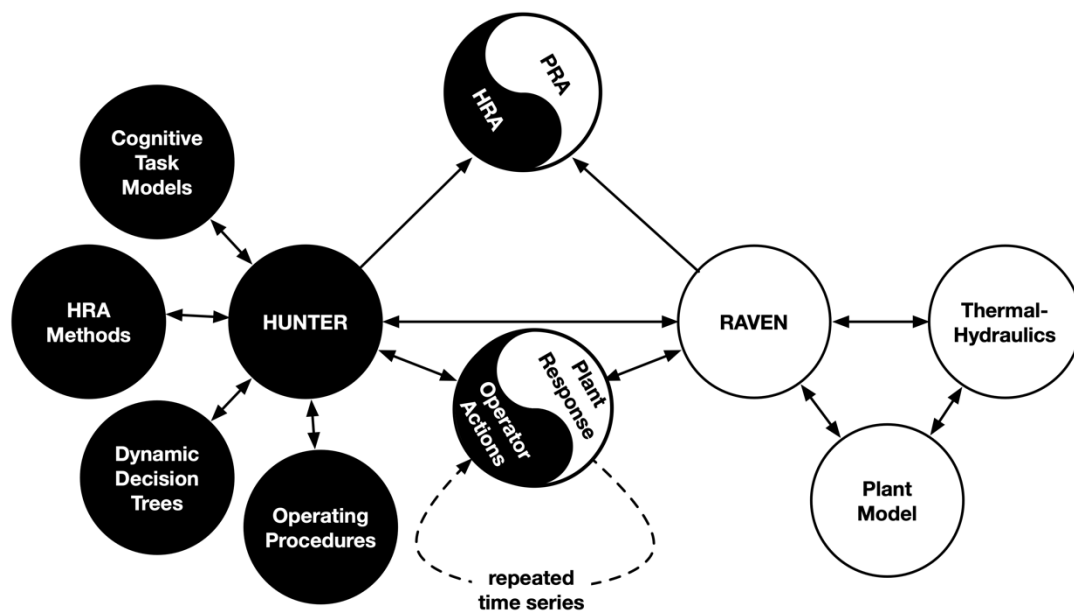 PRA
HRA
Cognitive
Task
Models
HRA
Methods
HUNTER
RAVEN
Thermal-
Hydraulics
Plant
Response
Operator
Actions
Dynamic
Decision
Trees
Operating
Procedures
Plant
Model
repeated
time series